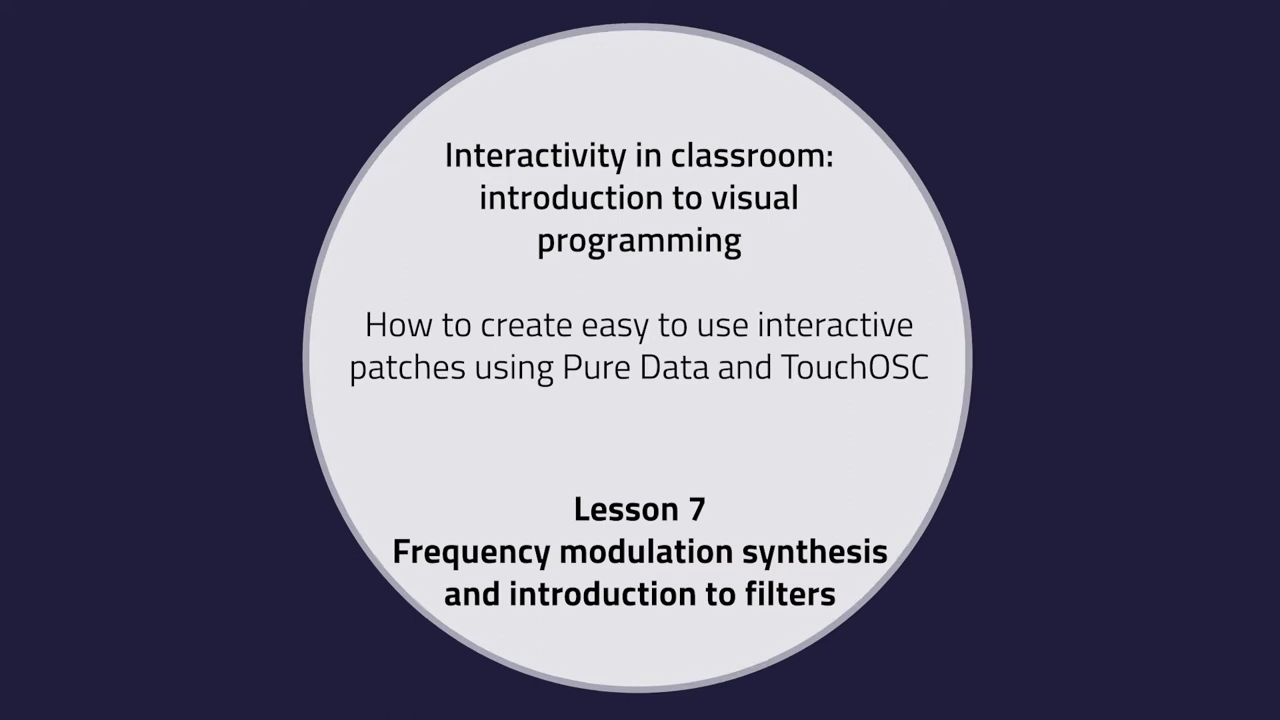 Interactivity in classroom:
introduction to visual
programming
How to create easy to use interactive
patches using Pure Data and TouchOSC
Lesson 7
Frequency modulation synthesis
and introduction to filters